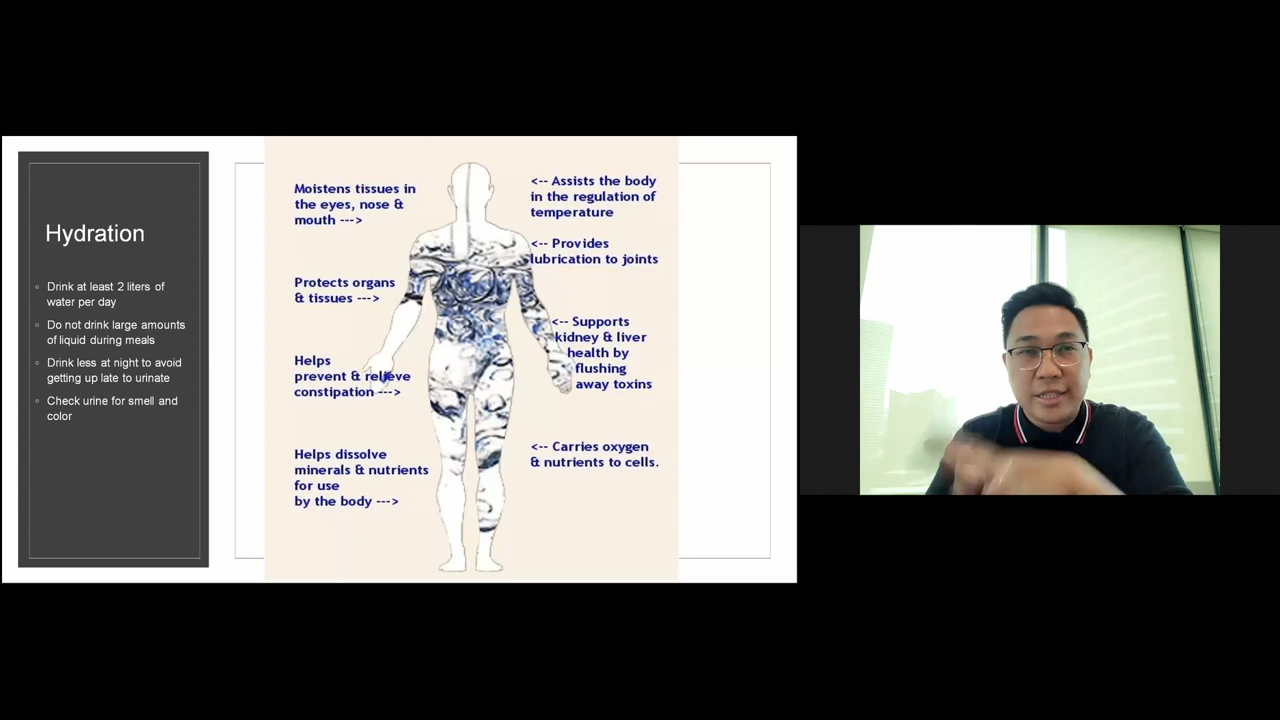 Hydration
◦ Drink at least 2 liters of
water per day
◦ Do not drink large amounts
of liquid during meals
◦ Drink less at night to avoid
getting up late to urinate
◦ Check urine for smell and
color
Moistens tissues in
the eyes, nose &
mouth --->
Protects organs
& tissues --->
Helps
prevent & relieve
constipation --->
Helps dissolve
minerals & nutrients
for use
by the body --->
<-- Assists the body
in the regulation of
temperature
<-- Provides
lubrication to joints
<-- Supports
kidney & liver
health by
flushing
away toxins
<-- Carries oxygen
& nutrients to cells.